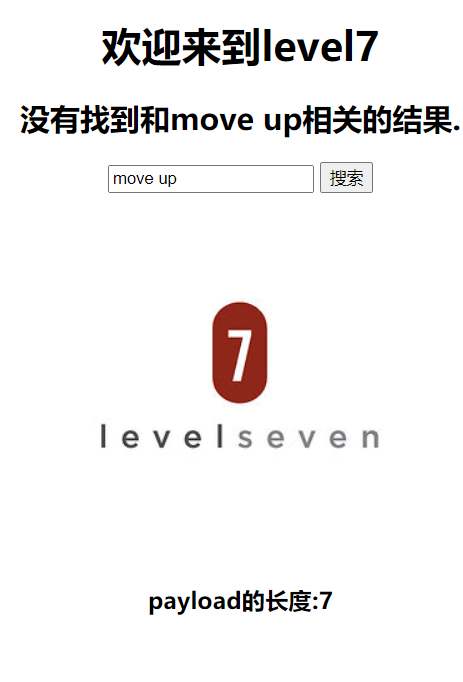 欢迎来到level7
没有找到和move up相关的结果.
move up 搜索
7
levelseven
payload的长度:7